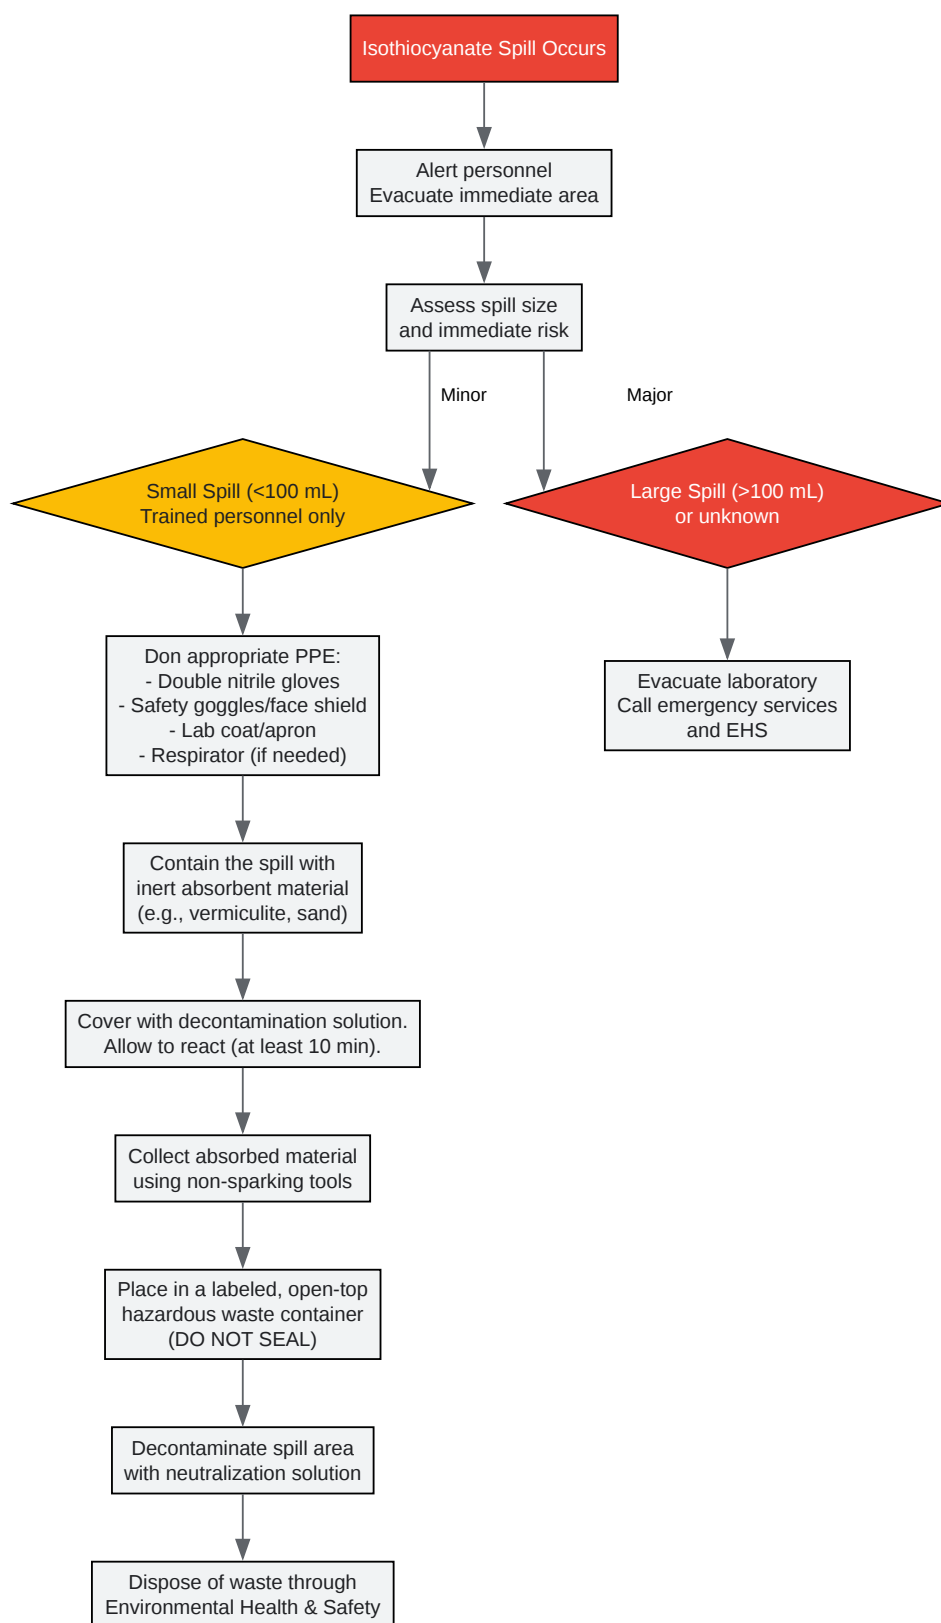 Isothiocyanate Spill Occurs
Alert personnel
Evacuate immediate area
Assess spill size
and immediate risk
Minor
Major
Small Spill (<100 mL)
Trained personnel only
Large Spill (>100 mL)
or unknown
Don appropriate PPE:
- Double nitrile gloves
- Safety goggles/face shield
- Lab coat/apron
- Respirator (if needed)
Evacuate laboratory
Call emergency services
and EHS
Contain the spill with
inert absorbent material
(e.g., vermiculite, sand)
Cover with decontamination solution.
Allow to react (at least 10 min).
Collect absorbed material
using non-sparking tools
Place in a labeled, open-top
hazardous waste container
(DO NOT SEAL)
Decontaminate spill area
with neutralization solution
Dispose of waste through
Environmental Health & Safety